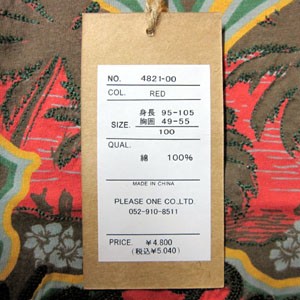 NO. 4821-00
COL. RED
身長 95-105
SIZE. 胸囲 49-55
100
QUAL.
綿 100%
MADE IN CHINA
PLEASE ONE CO.,LTD.
052-910-8511
PRICE. ¥4,800
(税込¥5,040)